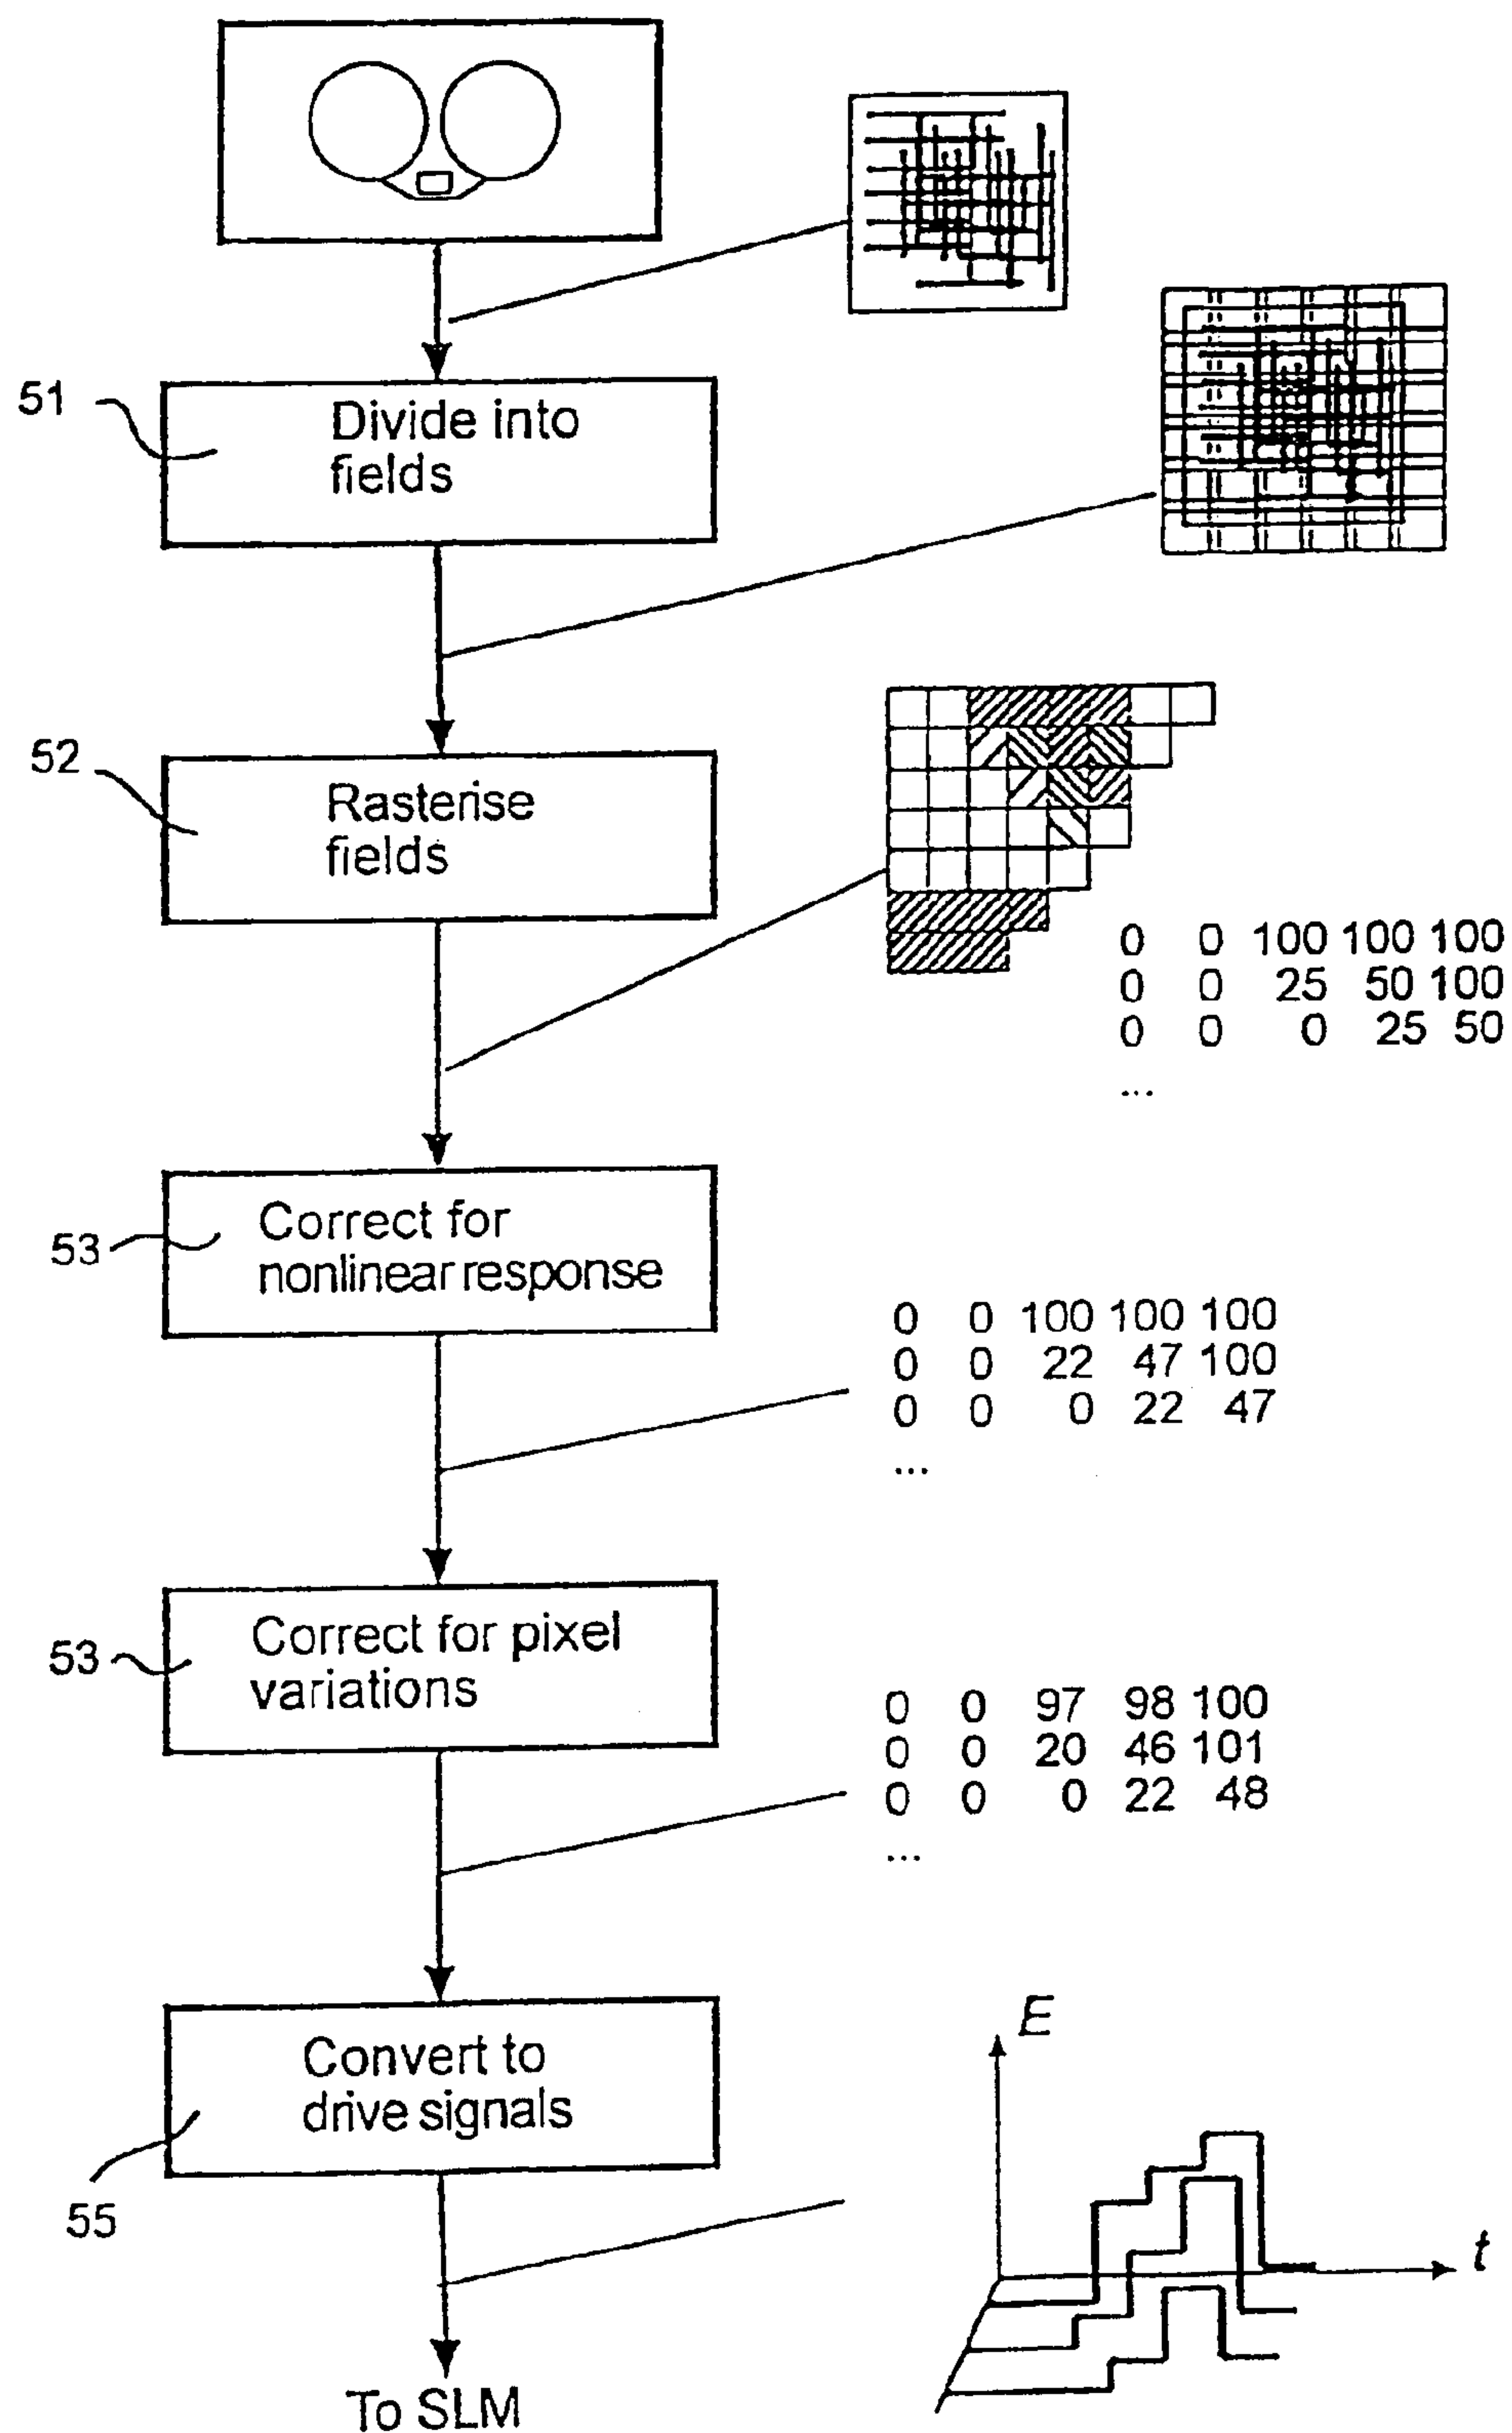 51
Divide into
fields
52
Rasterise
fields
0 0 100 100 100
0 0 25 50 100
0 0 0 25 50
...
53
Correct for
nonlinear response
0 0 100 100 100
0 0 22 47 100
0 0 0 22 47
...
53
Correct for pixel
variations
0 0 97 98 100
0 0 20 46 101
0 0 0 22 48
...
55
Convert to
drive signals
E
t
To SLM